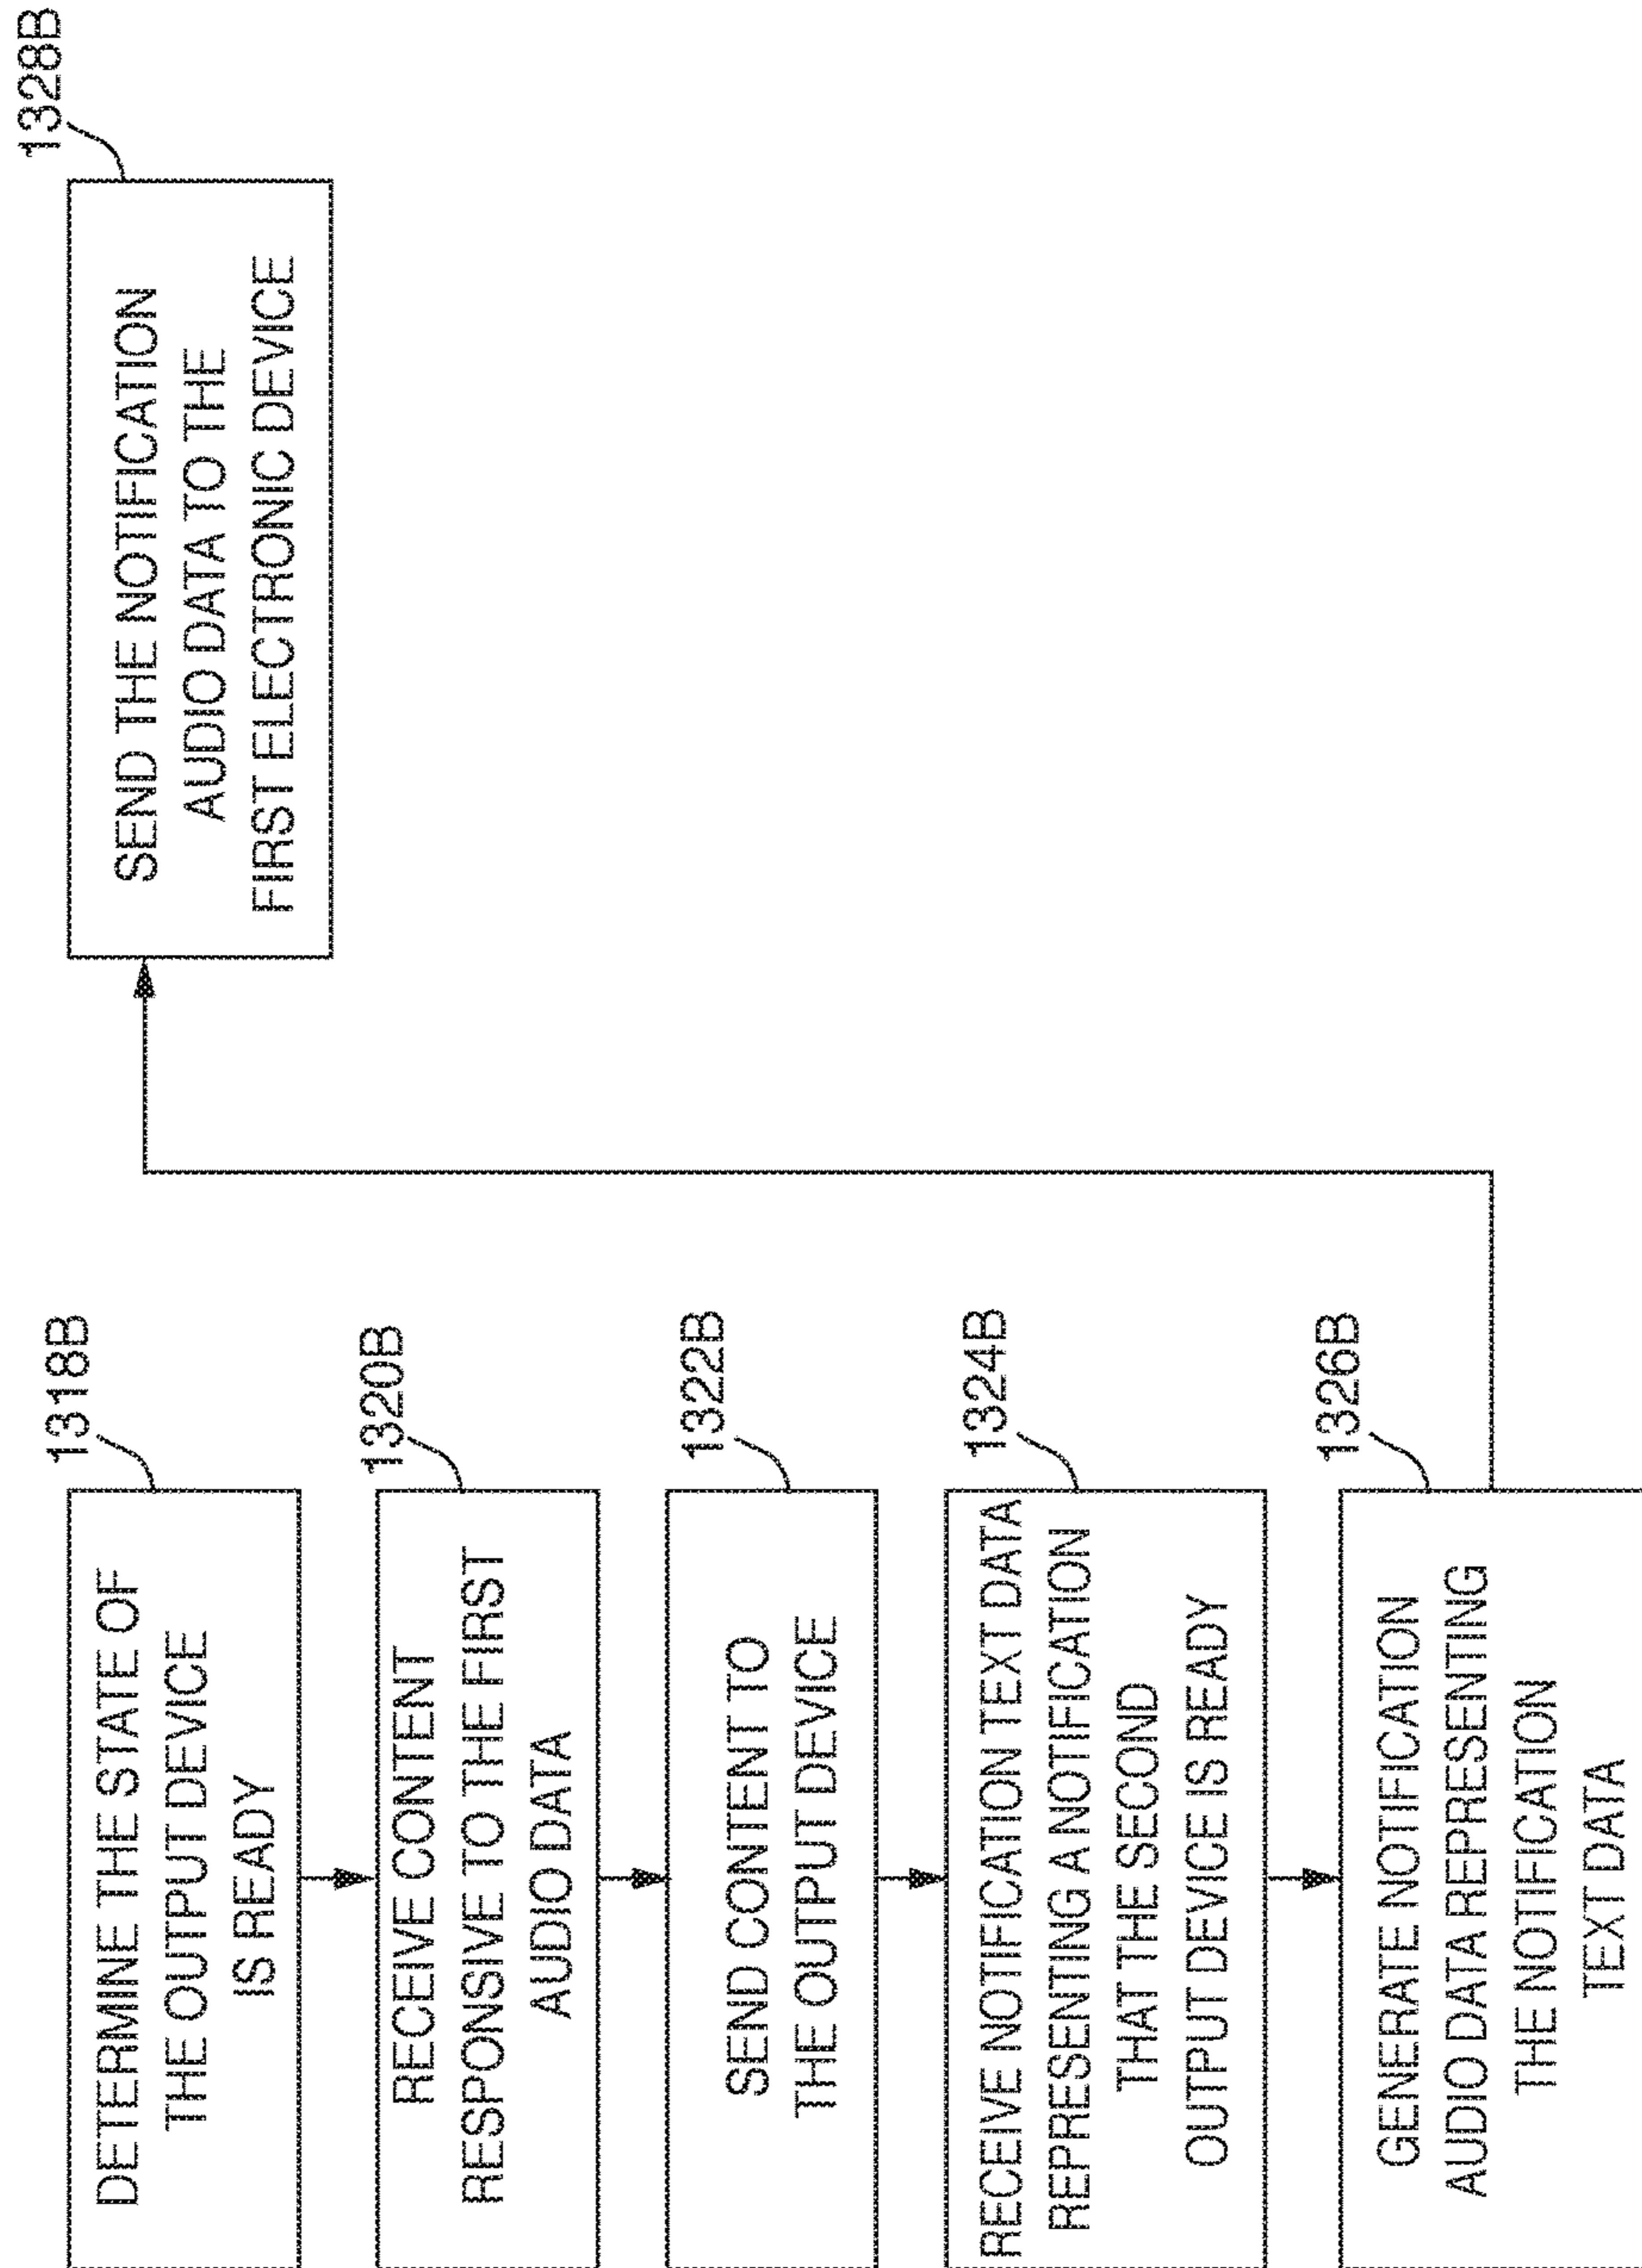 1318B
DETERMINE THE STATE OF
THE OUTPUT DEVICE
IS READY
1320B
RECEIVE CONTENT
RESPONSIVE TO THE FIRST
AUDIO DATA
1322B
SEND CONTENT TO
THE OUTPUT DEVICE
1324B
RECEIVE NOTIFICATION TEXT DATA
REPRESENTING A NOTIFICATION
THAT THE SECOND
OUTPUT DEVICE IS READY
1326B
GENERATE NOTIFICATION
AUDIO DATA REPRESENTING
THE NOTIFICATION
TEXT DATA
1328B
SEND THE NOTIFICATION
AUDIO DATA TO THE
FIRST ELECTRONIC DEVICE